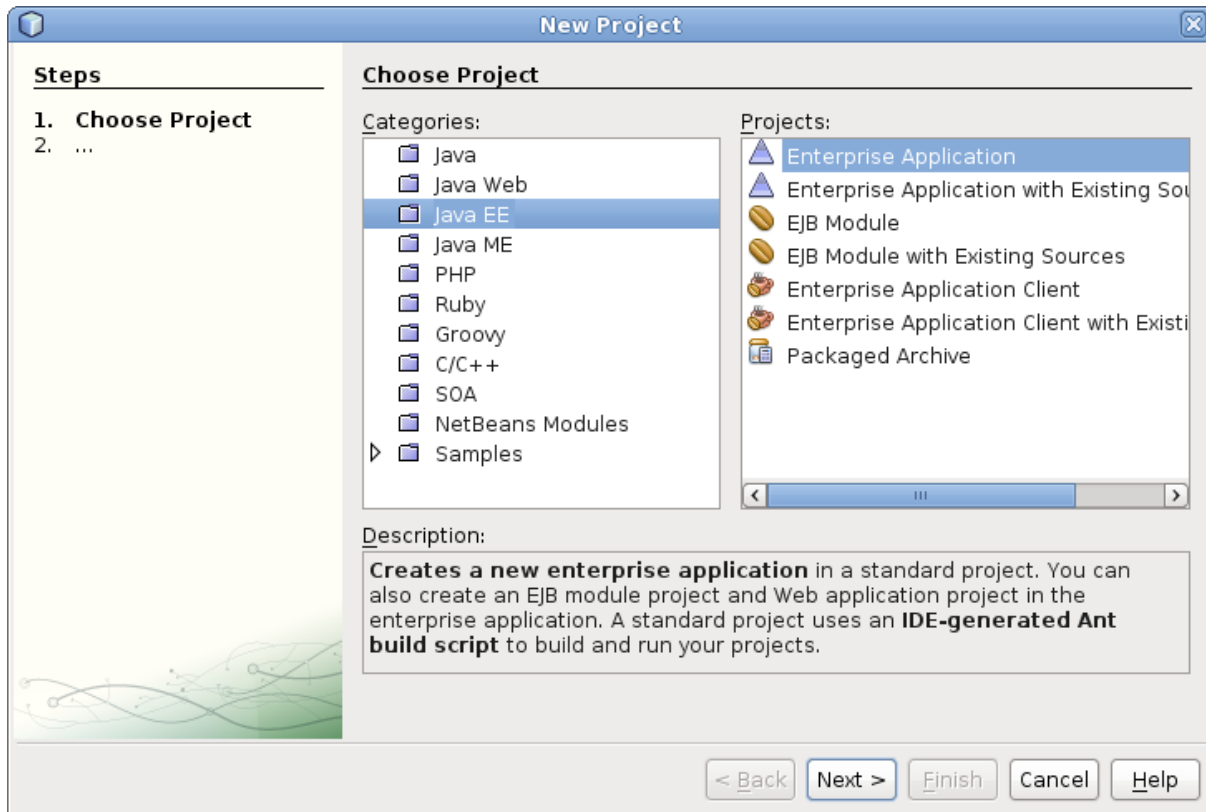 New Project
Steps
1. Choose Project
2. ...
Choose Project
Categories:
Java
Java Web
Java EE
Java ME
PHP
Ruby
Groovy
C/C++
SOA
NetBeans Modules
Samples
Projects:
Enterprise Application
Enterprise Application with Existing Sou
EJB Module
EJB Module with Existing Sources
Enterprise Application Client
Enterprise Application Client with Existi
Packaged Archive
Description:
Creates a new enterprise application in a standard project. You can
also create an EJB module project and Web application project in the
enterprise application. A standard project uses an IDE-generated Ant
build script to build and run your projects.
< Back Next > Finish Cancel Help